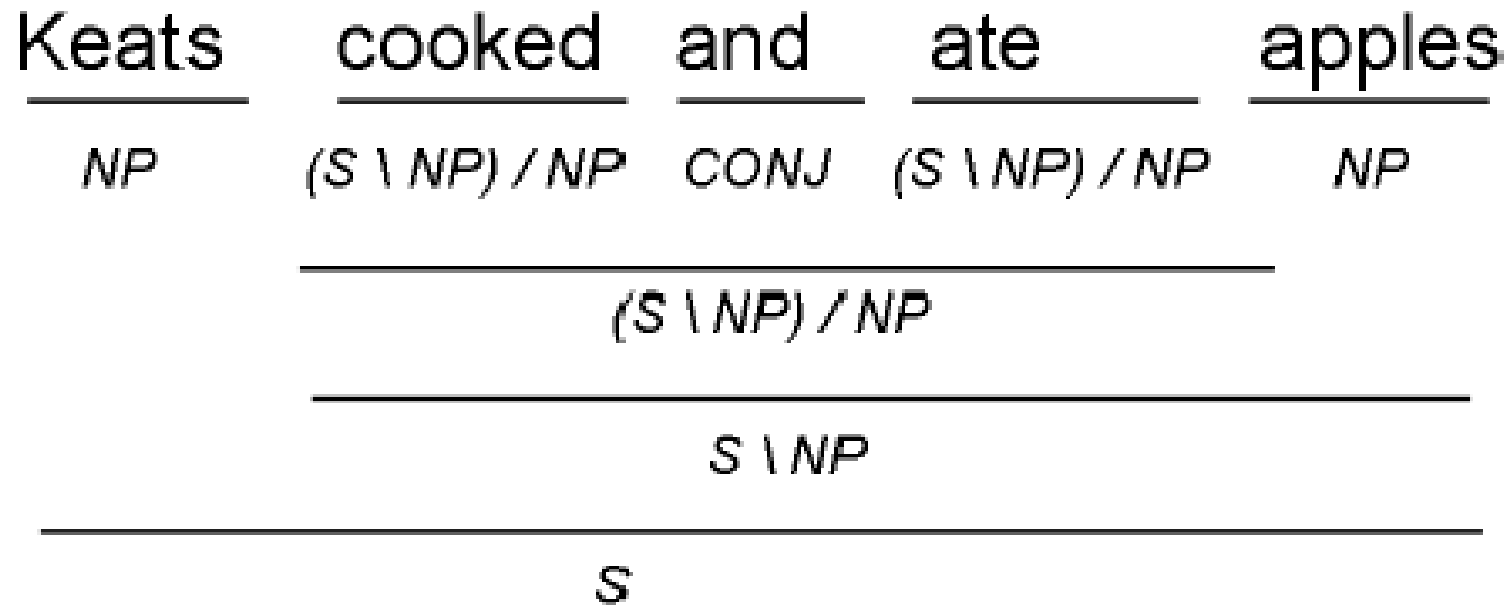 Keats cooked and ate apples
NP (S \ NP) / NP CONJ (S \ NP) / NP NP
(S \ NP) / NP
S \ NP
S